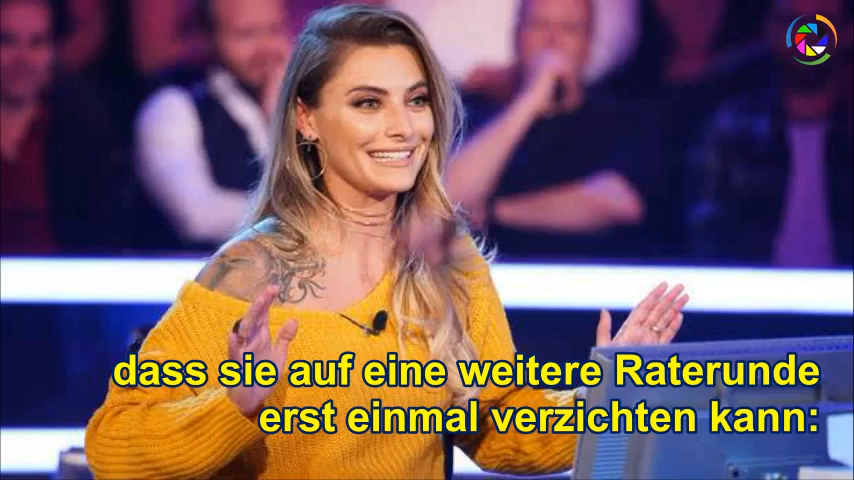 dass sie auf eine weitere Raterunde
erst einmal verzichten kann: